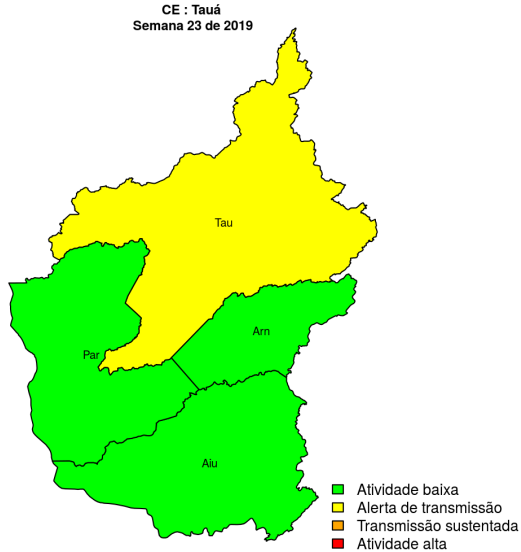 CE : Tauá
Semana 23 de 2019
Tau
Arn
Par
Aiu
Atividade baixa
Alerta de transmissão
Transmissão sustentada
Atividade alta